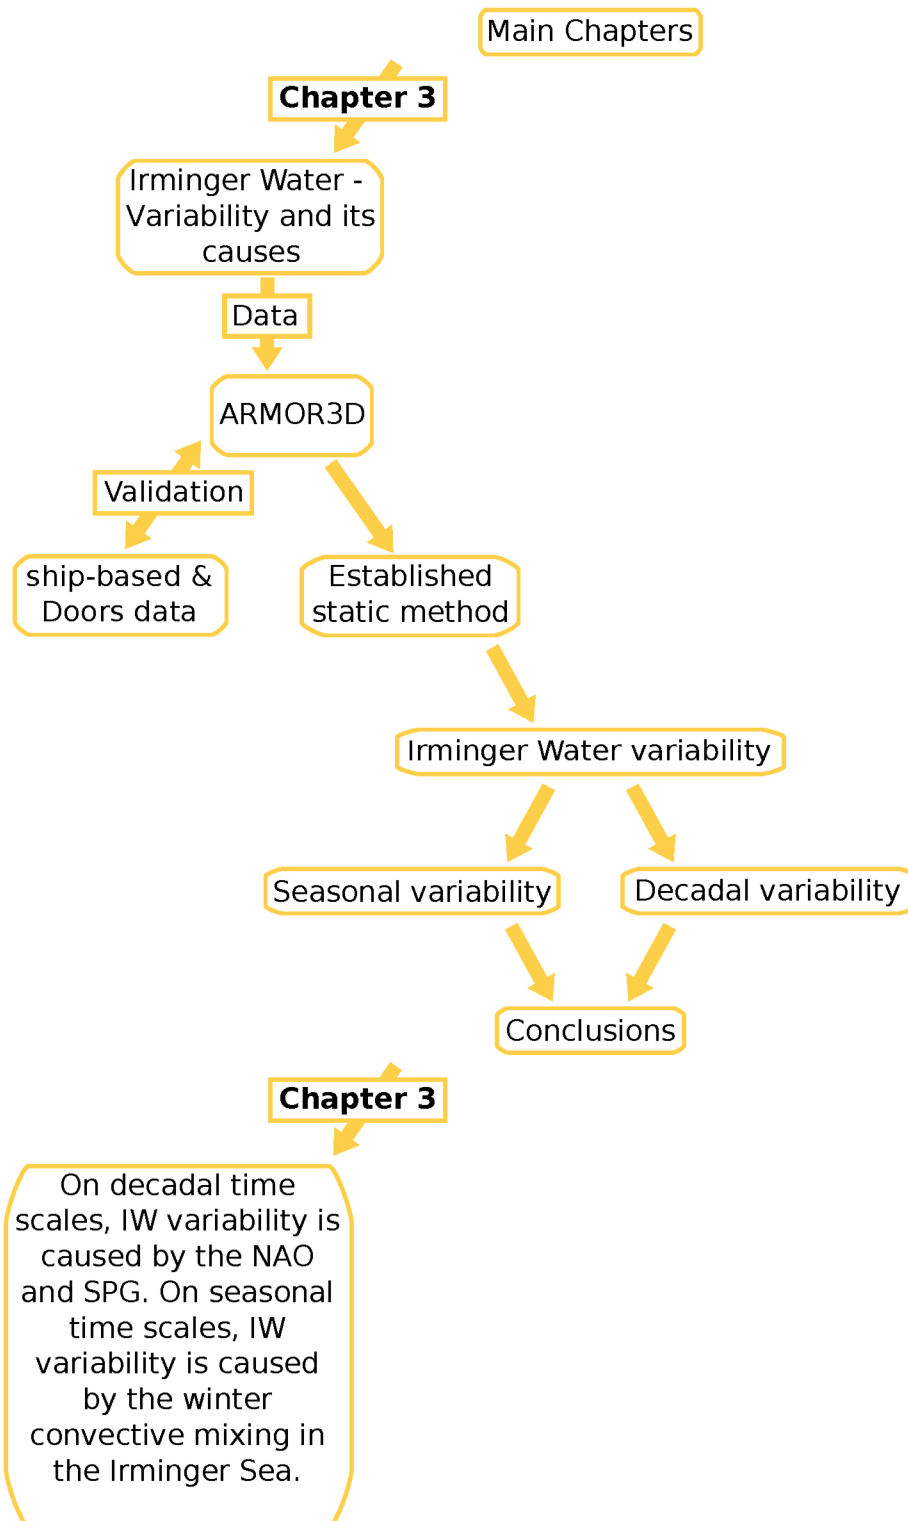 Main Chapters
Chapter 3
Irminger Water -
Variability and its
causes
Data
ARMOR3D
Validation
ship-based &
Doors data
Established
static method
Irminger Water variability
Seasonal variability
Decadal variability
Conclusions
Chapter 3
On decadal time
scales, IW variability is
caused by the NAO
and SPG. On seasonal
time scales, IW
variability is caused
by the winter
convective mixing in
the Irminger Sea.